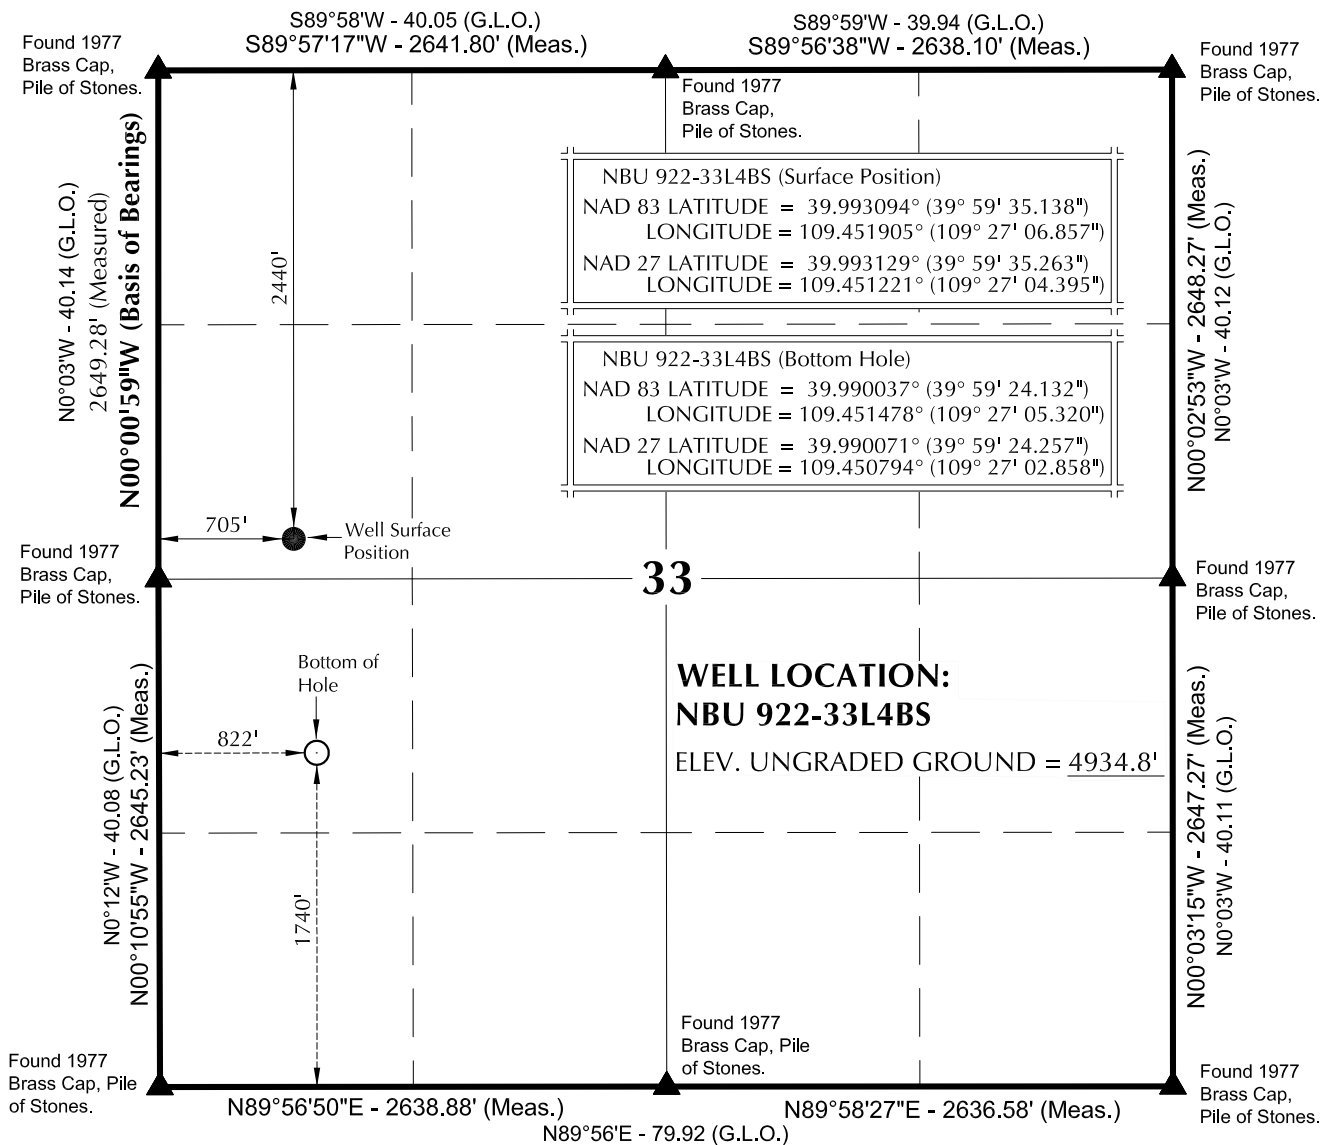 S89°58'W - 40.05 (G.L.O.)
S89°57'17"W - 2641.80' (Meas.)
S89°59'W - 39.94 (G.L.O.)
S89°56'38"W - 2638.10' (Meas.)
Found 1977
Brass Cap,
Pile of Stones.
Found 1977
Brass Cap,
Pile of Stones.
Found 1977
Brass Cap,
Pile of Stones.
N0°03'W - 40.14 (G.L.O.)
2649.28' (Measured)
N00°00'59"W (Basis of Bearings)
2440'
NBU 922-33L4BS (Surface Position)
NAD 83 LATITUDE = 39.993094° (39° 59' 35.138")
LONGITUDE = 109.451905° (109° 27' 06.857")
NAD 27 LATITUDE = 39.993129° (39° 59' 35.263")
LONGITUDE = 109.451221° (109° 27' 04.395")
NBU 922-33L4BS (Bottom Hole)
NAD 83 LATITUDE = 39.990037° (39° 59' 24.132")
LONGITUDE = 109.451478° (109° 27' 05.320")
NAD 27 LATITUDE = 39.990071° (39° 59' 24.257")
LONGITUDE = 109.450794° (109° 27' 02.858")
N00°02'53"W - 2648.27' (Meas.)
N0°03'W - 40.12 (G.L.O.)
705'
Well Surface
Position
Found 1977
Brass Cap,
Pile of Stones.
33
Found 1977
Brass Cap,
Pile of Stones.
N0°12'W - 40.08 (G.L.O.)
N00°10'55"W - 2645.23' (Meas.)
Bottom of
Hole
822'
1740'
WELL LOCATION:
NBU 922-33L4BS
ELEV. UNGRADED GROUND = 4934.8'
N00°03'15"W - 2647.27' (Meas.)
N0°03'W - 40.11 (G.L.O.)
Found 1977
Brass Cap, Pile
of Stones.
Found 1977
Brass Cap, Pile
of Stones.
Found 1977
Brass Cap,
Pile of Stones.
N89°56'50"E - 2638.88' (Meas.)
N89°58'27"E - 2636.58' (Meas.)
N89°56'E - 79.92 (G.L.O.)